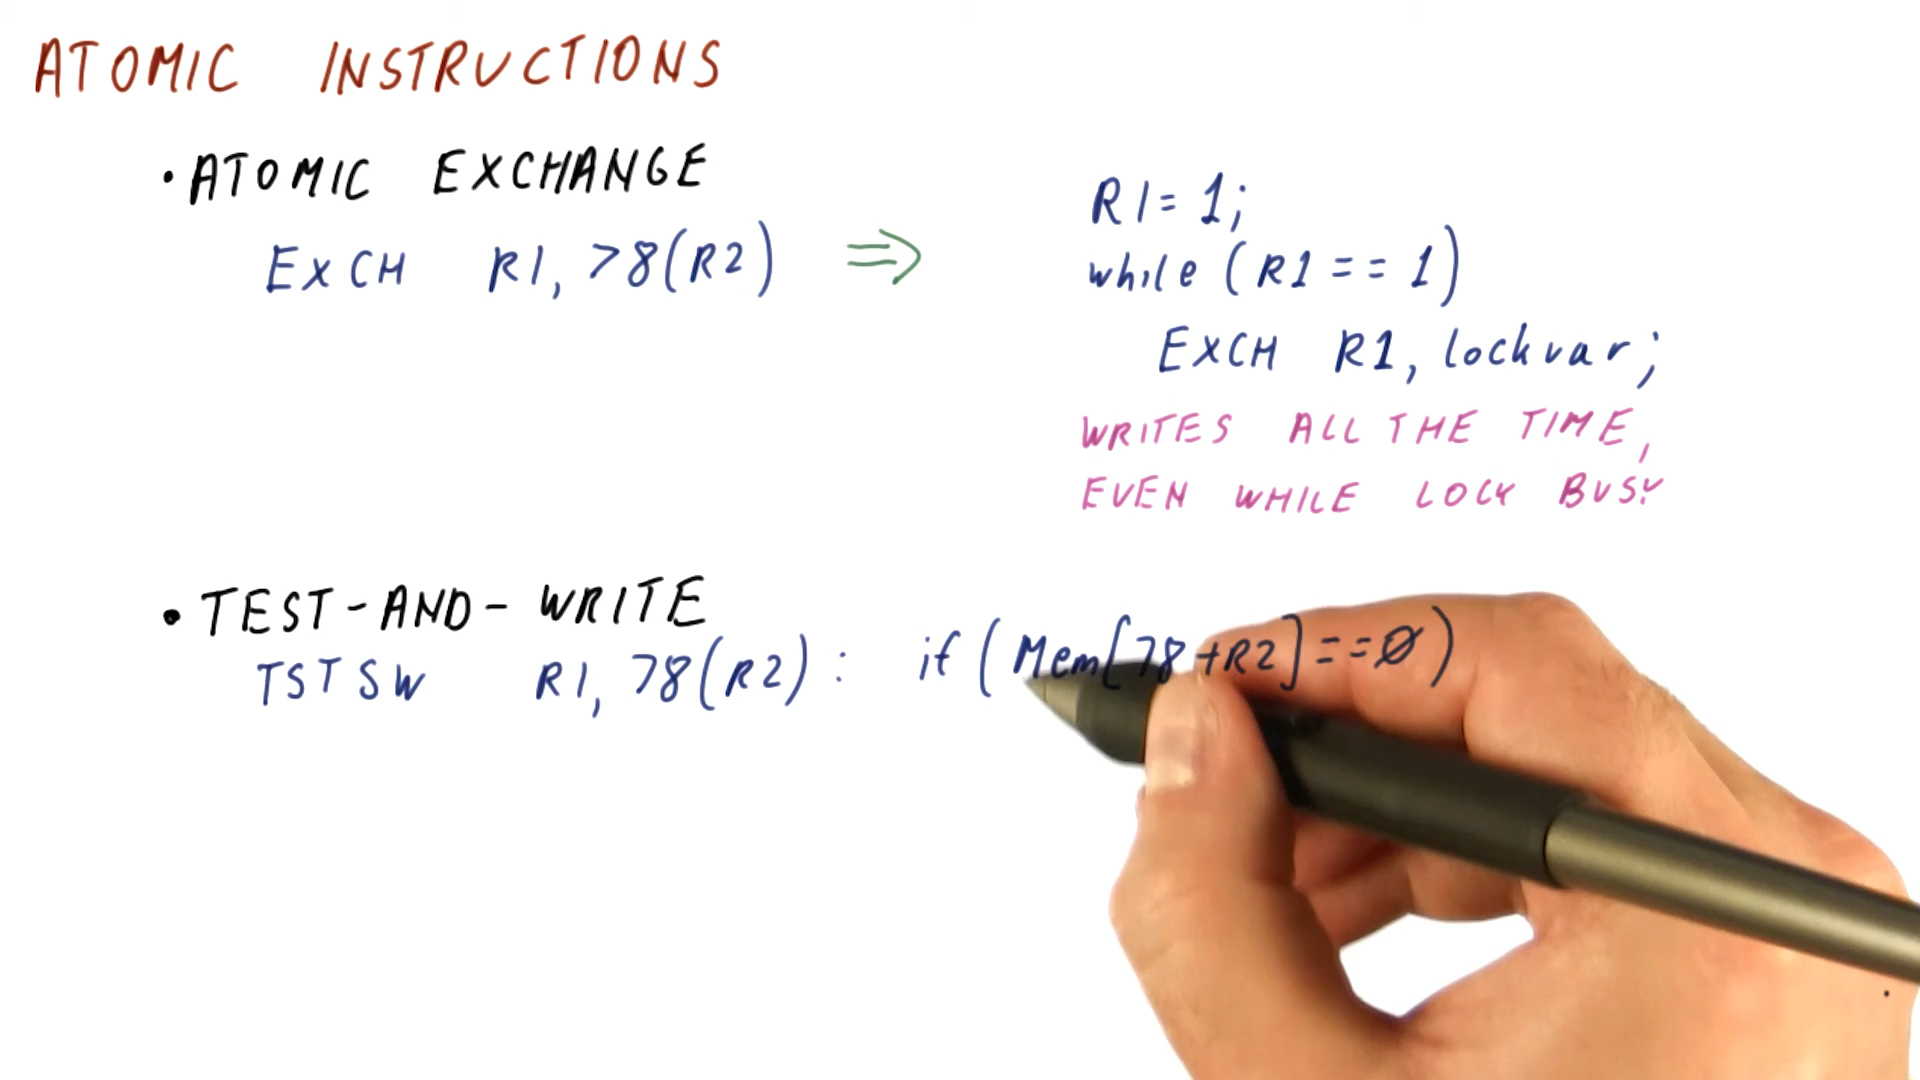 ATOMIC INSTRUCTIONS
• ATOMIC EXCHANGE
EXCH R1, 78(R2) ⇒
R1 = 1;
while (R1 == 1)
EXCH R1, lockvar;
WRITES ALL THE TIME,
EVEN WHILE LOCK BUSY
• TEST-AND-WRITE
TSTSW R1, 78(R2): if (Mem[78+R2]==0)